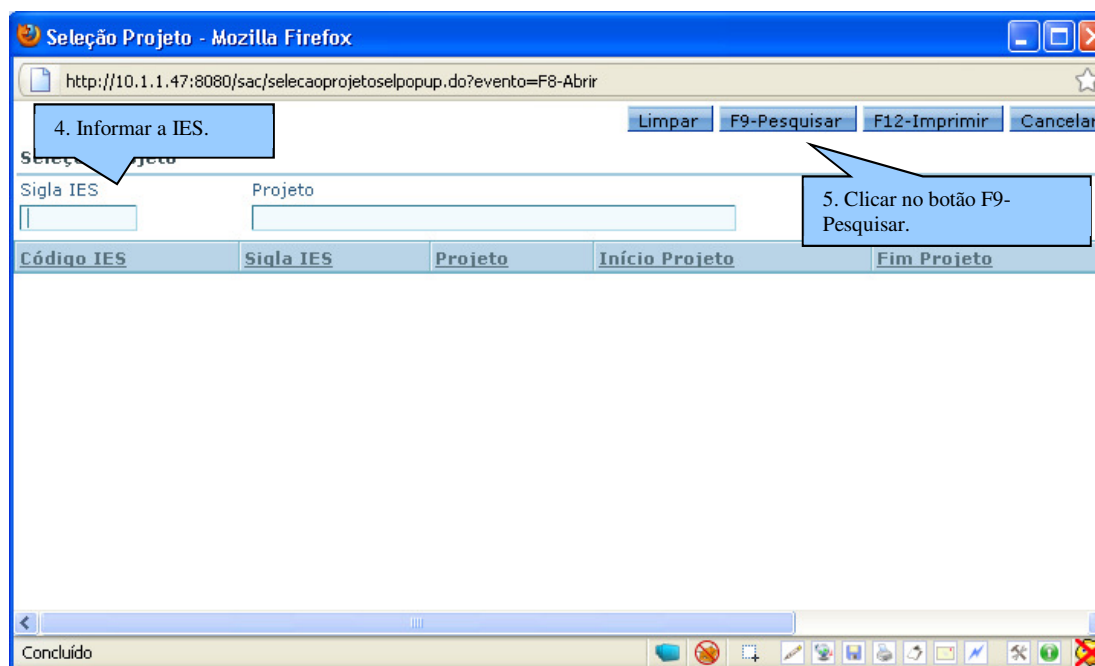 Seleção Projeto - Mozilla Firefox
http://10.1.1.47:8080/sac/selecaoprojetoselpopup.do?evento=F8-Abrir
4. Informar a IES.
Limpar F9-Pesquisar F12-Imprimir Cancelar
Seleção Projeto
Sigla IES Projeto
5. Clicar no botão F9-
Pesquisar.
Código IES Sigla IES Projeto Início Projeto Fim Projeto
Concluído